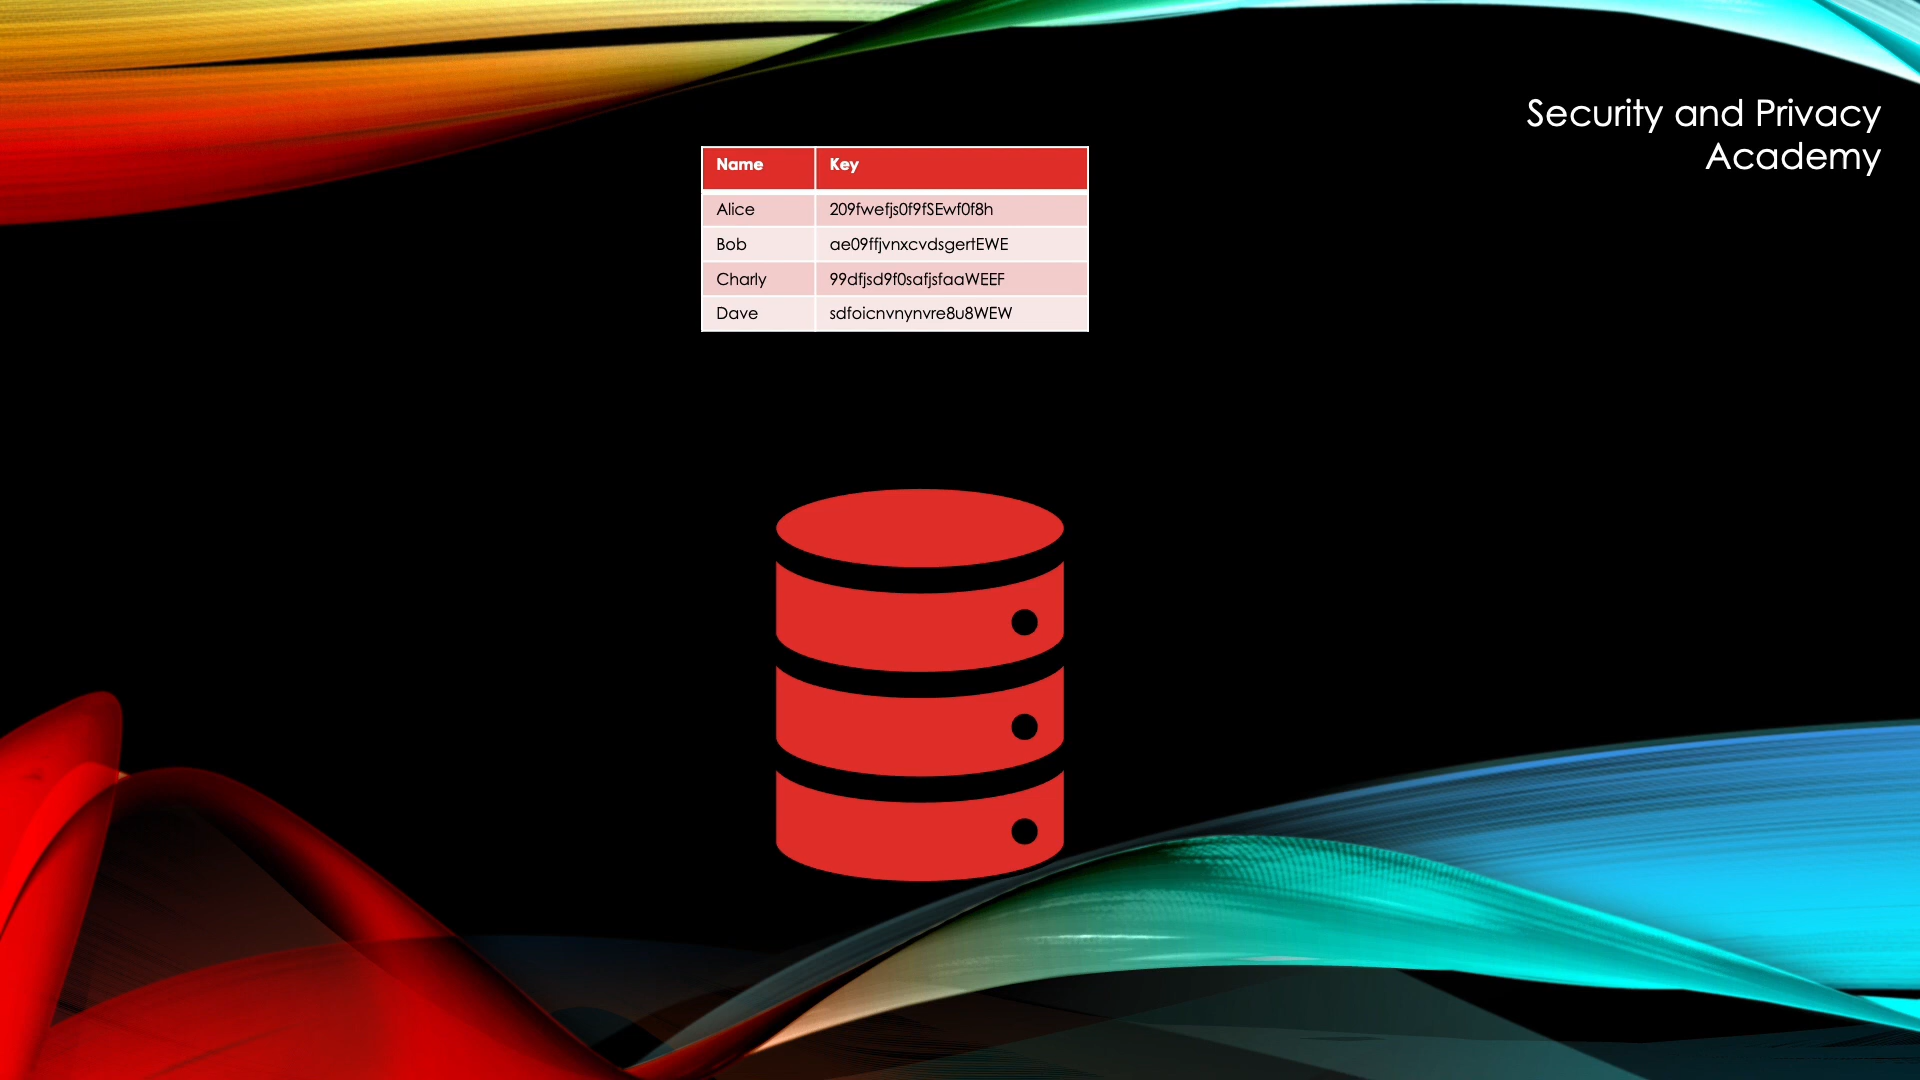 Security and Privacy
Academy
Name Key
Alice 209fwefjs0f9fSEwf0f8h
Bob ae09ffjvnxcvdsgertEWE
Charly 99dfjsd9f0safjsfaaWEEF
Dave sdfoicnvnynvre8u8WEW